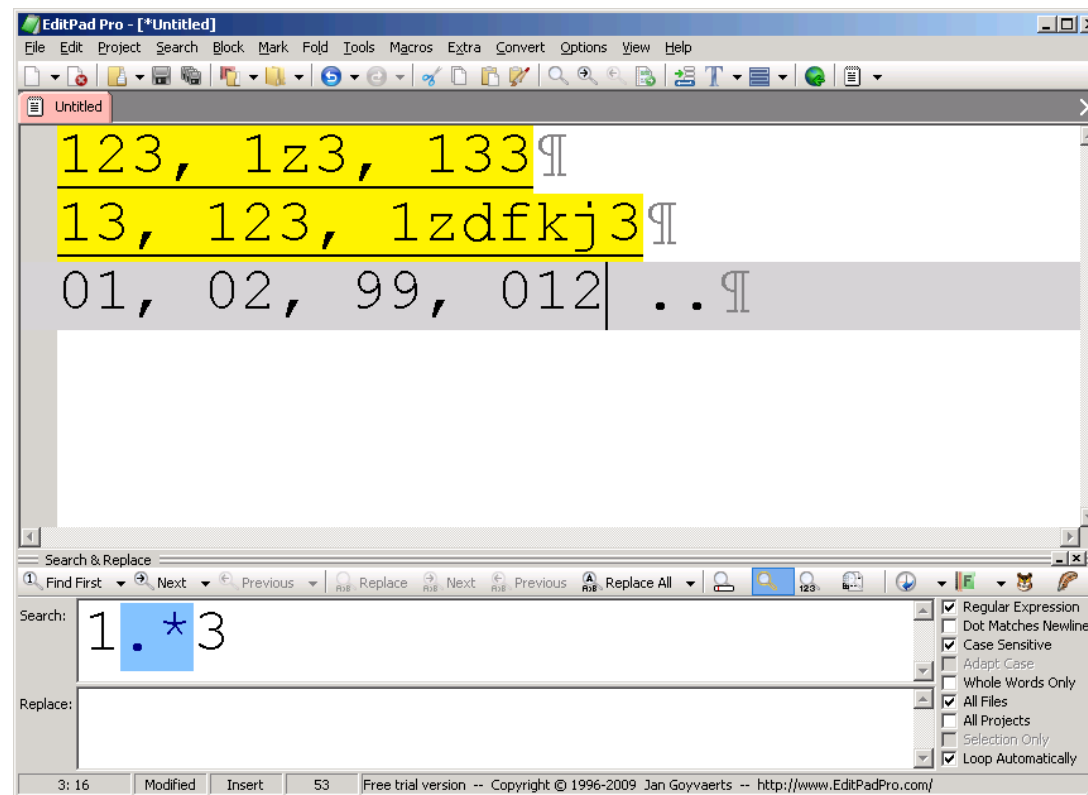 EditPad Pro - [*Untitled]
File Edit Project Search Block Mark Fold Tools Macros Extra Convert Options View Help
Untitled
123, 1z3, 133¶
13, 123, 1zdfkj3¶
01, 02, 99, 012 ..¶
Search & Replace
Find First Next Previous Replace Next Previous Replace All
Search:
1.*3
Replace:
Regular Expression
Dot Matches Newline
Case Sensitive
Adapt Case
Whole Words Only
All Files
All Projects
Selection Only
Loop Automatically
3: 16 Modified Insert 53 Free trial version -- Copyright © 1996-2009 Jan Goyvaerts -- http://www.EditPadPro.com/